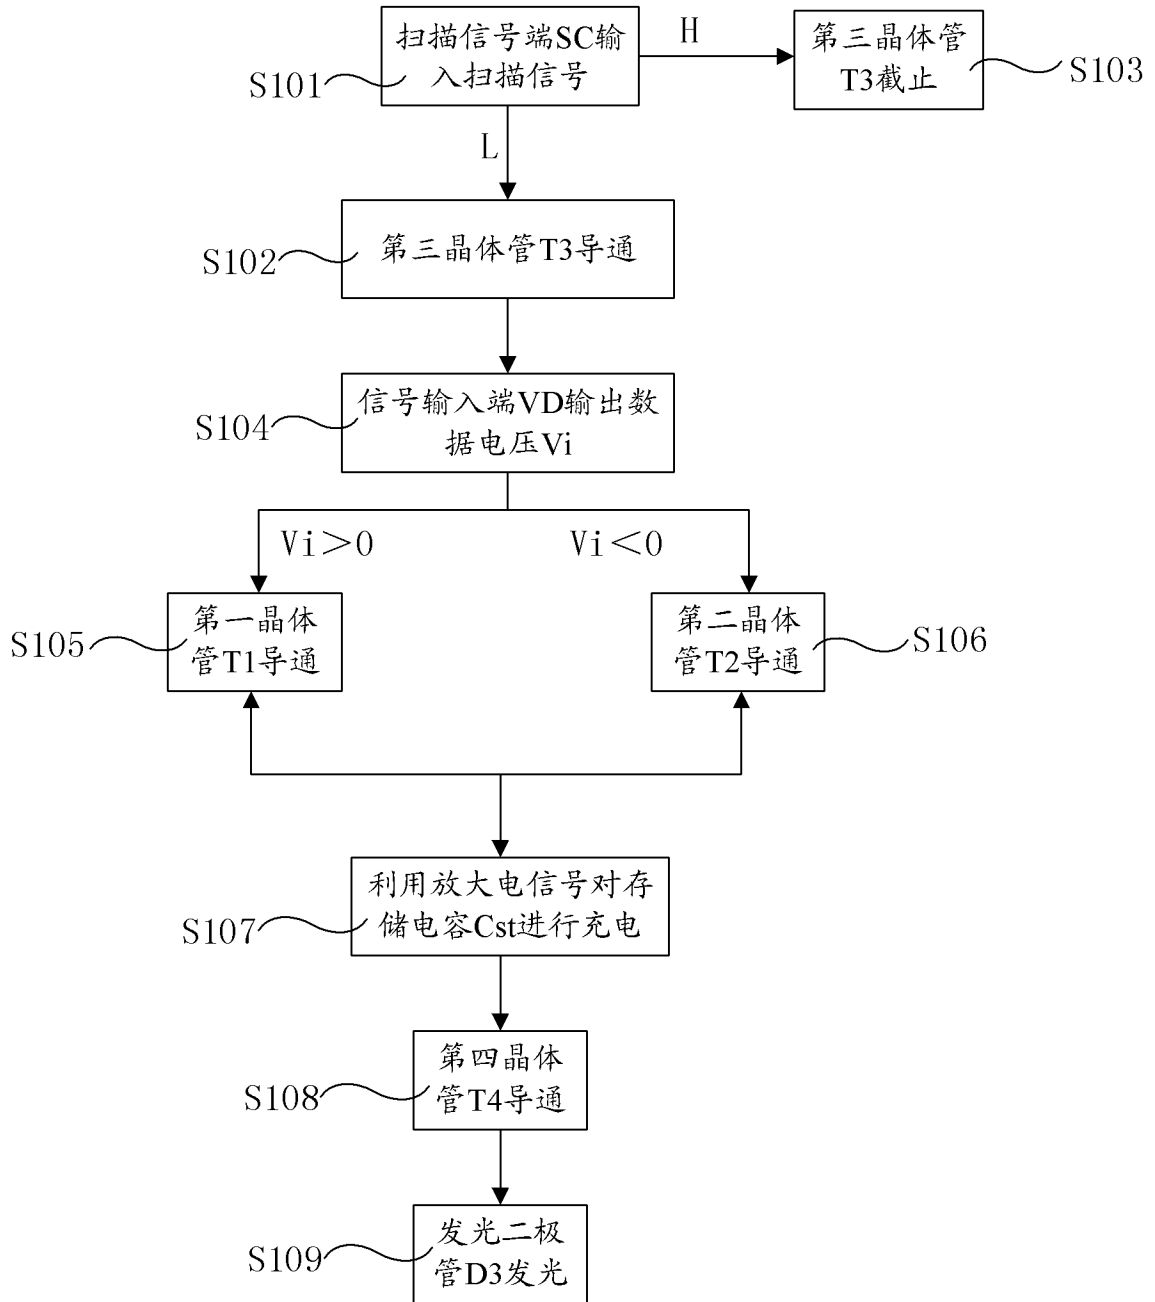 扫描信号端SC输
入扫描信号
S101
H
第三晶体管
T3截止
S103
L
第三晶体管T3导通
S102
信号输入端VD输出数
据电压Vi
S104
Vi>0
Vi<0
第一晶体
管T1导通
S105
第二晶体
管T2导通
S106
利用放大电信号对存
储电容Cst进行充电
S107
第四晶体
管T4导通
S108
发光二极
管D3发光
S109